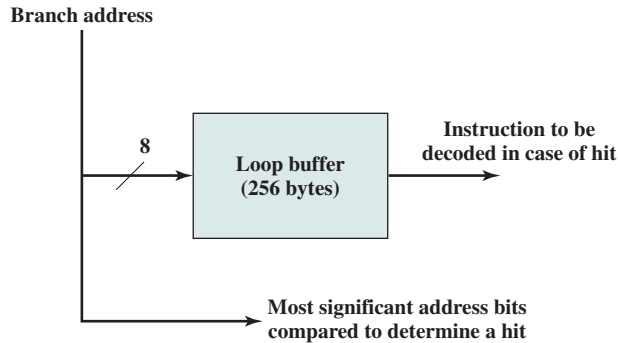 Branch address
8
Loop buffer
(256 bytes)
Instruction to be
decoded in case of hit
Most significant address bits
compared to determine a hit